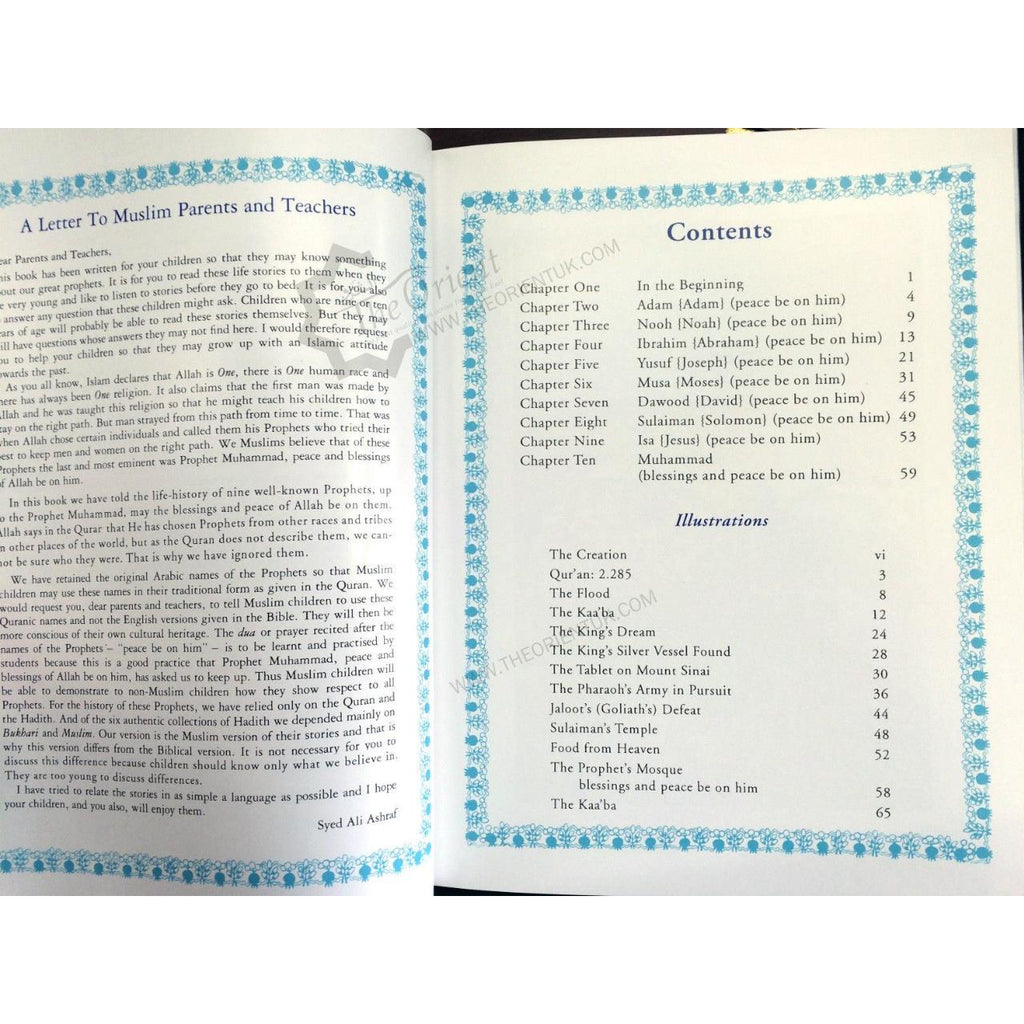 A Letter To Muslim Parents and Teachers
ear Parents and Teachers,
his book has been written for your children so that they may know something
bout our great prophets. It is for you to read these life stories to them when they
re very young and like to listen to stories before they go to bed. It is for you also
answer any question that these children might ask. Children who are nine or ten
ears of age will probably be able to read these stories themselves. But they may
ill have questions whose answers they may not find here. I would therefore request
ou to help your children so that they may grow up with an Islamic attitude
owards the past.
As you all know, Islam declares that Allah is One, there is One human race and
here has always been One religion. It also claims that the first man was made by
Allah and he was taught this religion so that he might teach his children how to
tay on the right path. But man strayed from this path from time to time. That was
when Allah chose certain individuals and called them his Prophets who tried their
best to keep men and women on the right path. We Muslims believe that of these
Prophets the last and most eminent was Prophet Muhammad, peace and blessings
of Allah be on him.
In this book we have told the life-history of nine well-known Prophets, up
o the Prophet Muhammad, may the blessings and peace of Allah be on them.
Allah says in the Qurar that He has chosen Prophets from other races and tribes
n other places of the world, but as the Quran does not describe them, we can-
not be sure who they were. That is why we have ignored them.
We have retained the original Arabic names of the Prophets so that Muslim
children may use these names in their traditional form as given in the Quran. We
would request you, dear parents and teachers, to tell Muslim children to use these
Quranic names and not the English versions given in the Bible. They will then be
more conscious of their own cultural heritage. The dua or prayer recited after the
names of the Prophets – "peace be on him" – is to be learnt and practised by
students because this is a good practice that Prophet Muhammad, peace and
blessings of Allah be on him, has asked us to keep up. Thus Muslim children will
be able to demonstrate to non-Muslim children how they show respect to all
Prophets. For the history of these Prophets, we have relied only on the Quran and
the Hadith. And of the six authentic collections of Hadith we depended mainly on
Bukhari and Muslim. Our version is the Muslim version of their stories and that is
why this version differs from the Biblical version. It is not necessary for you to
discuss this difference because children should know only what we believe in.
They are too young to discuss differences.
I have tried to relate the stories in as simple a language as possible and I hope
your children, and you also, will enjoy them.
Syed Ali Ashraf
Contents
Chapter One In the Beginning 1
Chapter Two Adam {Adam} (peace be on him) 4
Chapter Three Nooh {Noah} (peace be on him) 9
Chapter Four Ibrahim {Abraham} (peace be on him) 13
Chapter Five Yusuf {Joseph} (peace be on him) 21
Chapter Six Musa {Moses} (peace be on him) 31
Chapter Seven Dawood {David} (peace be on him) 45
Chapter Eight Sulaiman {Solomon} (peace be on him) 49
Chapter Nine Isa {Jesus} (peace be on him) 53
Chapter Ten Muhammad
(blessings and peace be on him) 59
Illustrations
The Creation vi
Qur'an: 2.285 3
The Flood 8
The Kaa'ba 12
The King's Dream 24
The King's Silver Vessel Found 28
The Tablet on Mount Sinai 30
The Pharaoh's Army in Pursuit 36
Jaloot's (Goliath's) Defeat 44
Sulaiman's Temple 48
Food from Heaven 52
The Prophet's Mosque
blessings and peace be on him 58
The Kaa'ba 65
The Orient
WWW.THEORIENTUK.COM
WWW.THEORIENTUK.COM